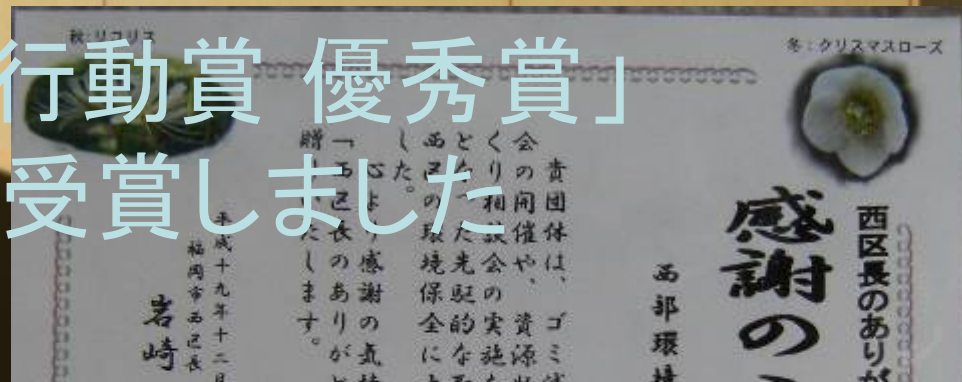 行動賞 優秀賞」
受賞しました
秋:リコリス
冬:クリスマスローズ
西区長のありが
感謝の
西部環境
貴団体は、ゴミ
会の開催や、資源
くり相談会の実施
となった先駆的な
西区の環境保全に
した。
心より感謝の気持
「西区長のありがと
贈いたします。
平成十九年十二月
福岡市西区長
岩崎